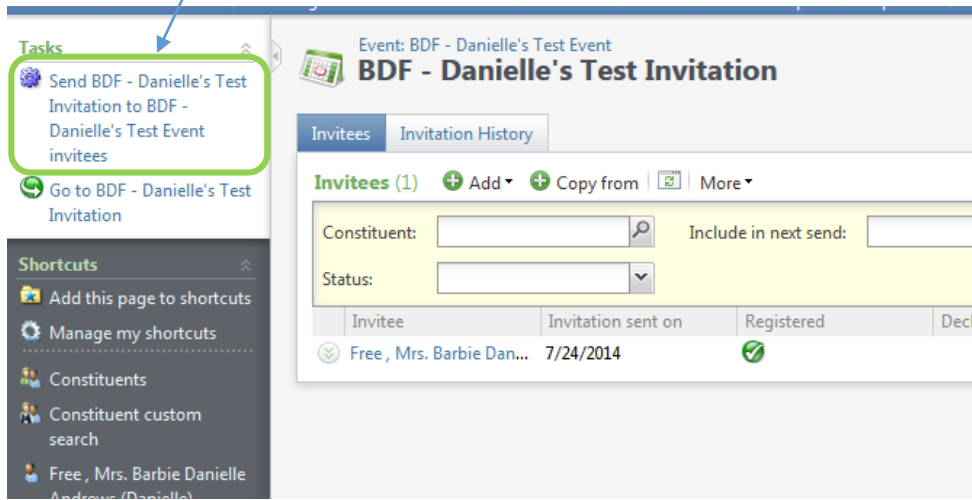 Tasks
Send BDF - Danielle's Test
Invitation to BDF -
Danielle's Test Event
invitees
Go to BDF - Danielle's Test
Invitation
Shortcuts
Add this page to shortcuts
Manage my shortcuts
Constituents
Constituent custom
search
Free , Mrs. Barbie Danielle
Andrews (Danielle)
Event: BDF - Danielle's Test Event
BDF - Danielle's Test Invitation
Invitees Invitation History
Invitees (1) Add Copy from More
Constituent: Include in next send:
Status:
Invitee Invitation sent on Registered Decl
Free , Mrs. Barbie Dan... 7/24/2014